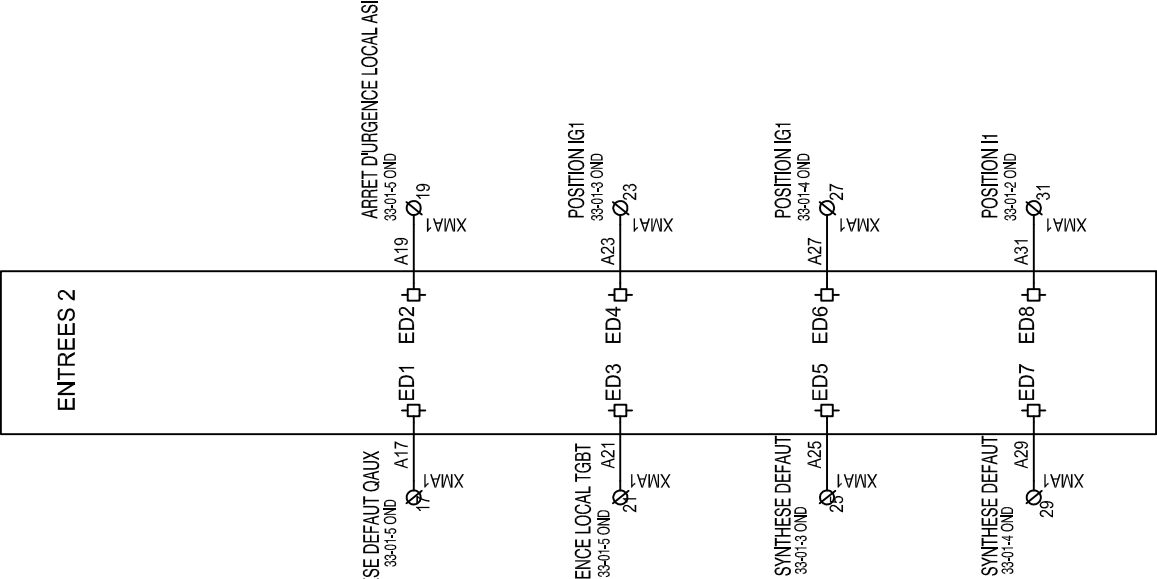 ENTREES 2
ARRET D'URGENCE LOCAL ASI
33-01-5 OND
19
XMA1
A19
ED2
ED1
A17
XMA1
17
SE DEFAUT QAUX
33-01-5 OND
POSITION IG1
33-01-3 OND
23
XMA1
A23
ED4
ED3
A21
XMA1
21
ENCE LOCAL TGBT
33-01-5 OND
POSITION IG1
33-01-4 OND
27
XMA1
A27
ED6
ED5
A25
XMA1
25
SYNTHESE DEFAUT
33-01-3 OND
POSITION I1
33-01-2 OND
31
XMA1
A31
ED8
ED7
A29
XMA1
29
SYNTHESE DEFAUT
33-01-4 OND